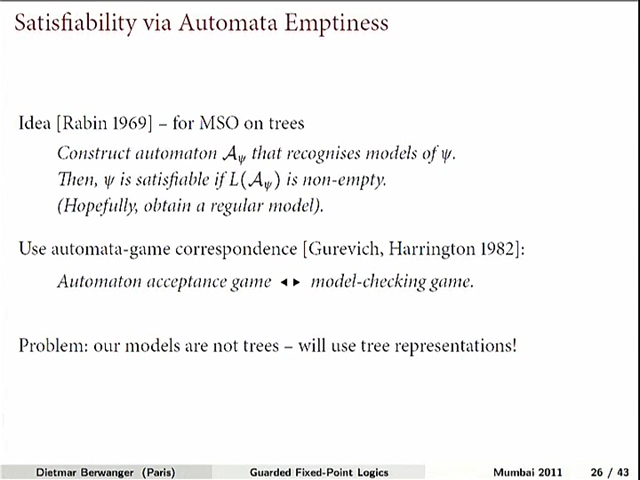 Satisfiability via Automata Emptiness
Idea [Rabin 1969] – for MSO on trees
Construct automaton 𝒜ψ that recognises models of ψ.
Then, ψ is satisfiable if L(𝒜ψ) is non-empty.
(Hopefully, obtain a regular model).
Use automata-game correspondence [Gurevich, Harrington 1982]:
Automaton acceptance game ◂ ▸ model-checking game.
Problem: our models are not trees – will use tree representations!
Dietmar Berwanger (Paris) Guarded Fixed-Point Logics Mumbai 2011 26 / 43